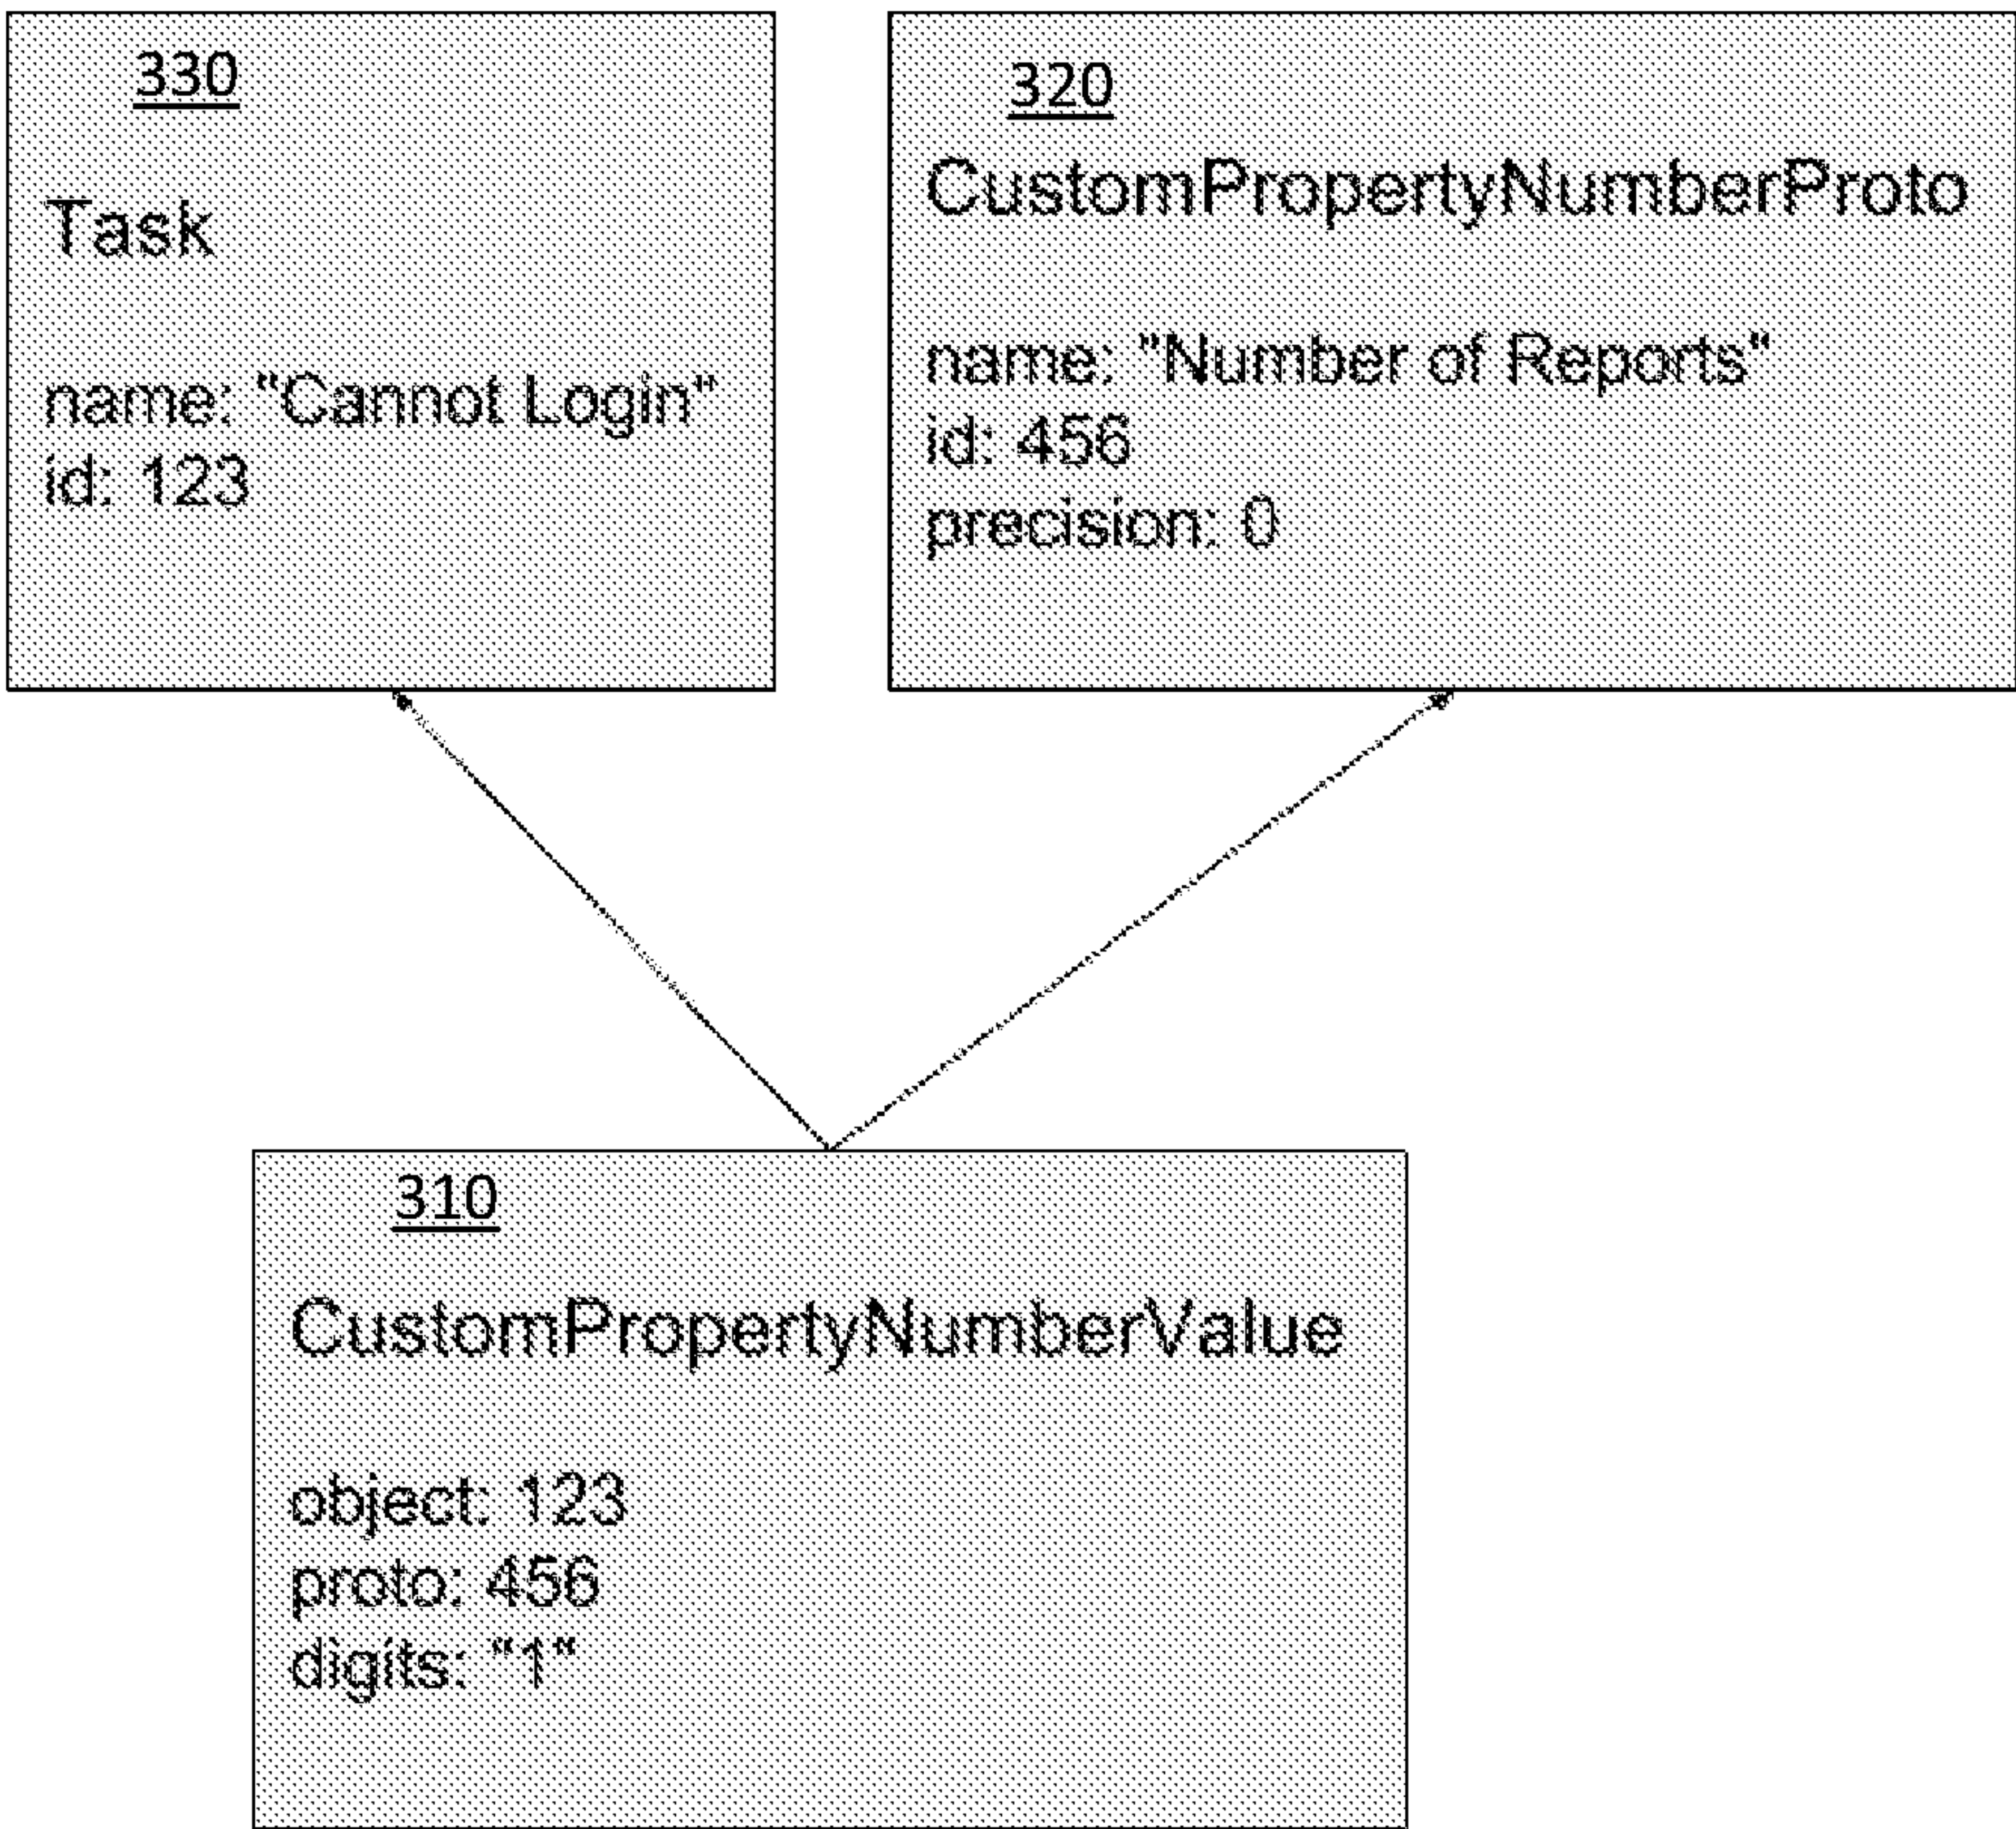 330
Task
name: "Cannot Login"
id: 123
320
CustomPropertyNumberProto
name: "Number of Reports"
id: 456
precision: 0
310
CustomPropertyNumberValue
object: 123
proto: 456
digits: "1"